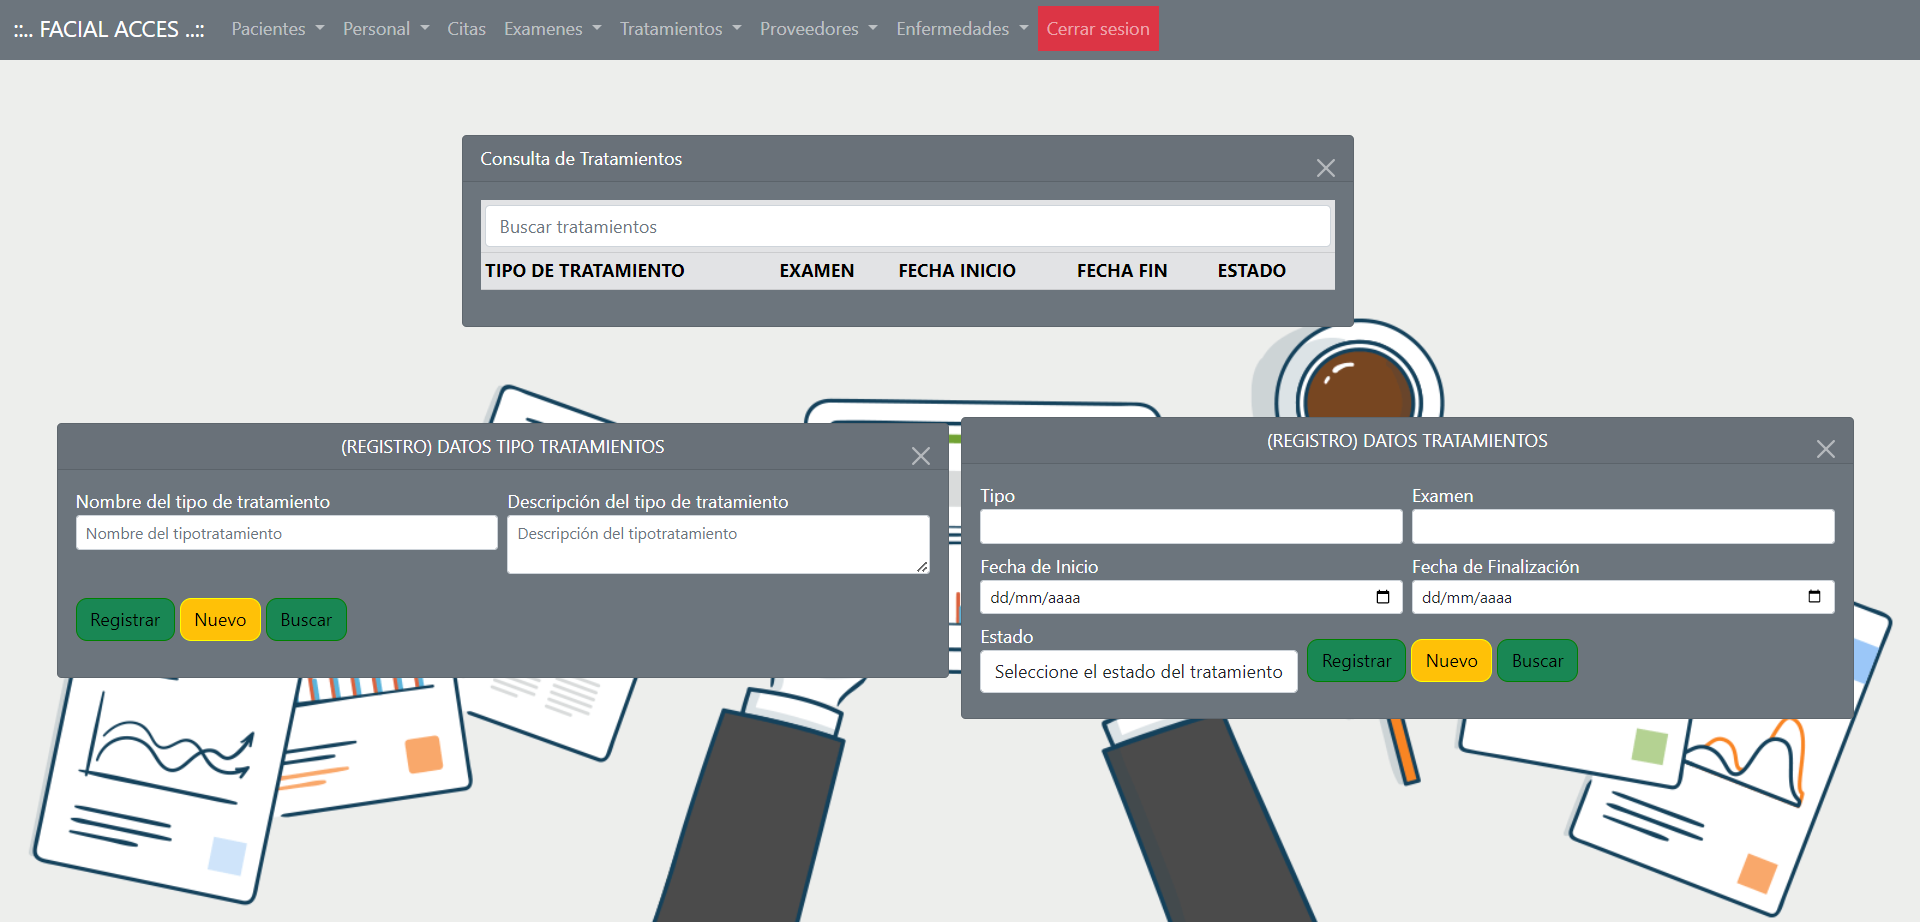 ::.. FACIAL ACCES ..:: Pacientes Personal Citas Examenes Tratamientos Proveedores Enfermedades Cerrar sesion
Consulta de Tratamientos
Buscar tratamientos
TIPO DE TRATAMIENTO EXAMEN FECHA INICIO FECHA FIN ESTADO
(REGISTRO) DATOS TIPO TRATAMIENTOS
Nombre del tipo de tratamiento Descripción del tipo de tratamiento
Nombre del tipotratamiento Descripción del tipotratamiento
Registrar Nuevo Buscar
(REGISTRO) DATOS TRATAMIENTOS
Tipo Examen
Fecha de Inicio Fecha de Finalización
dd/mm/aaaa dd/mm/aaaa
Estado
Seleccione el estado del tratamiento Registrar Nuevo Buscar